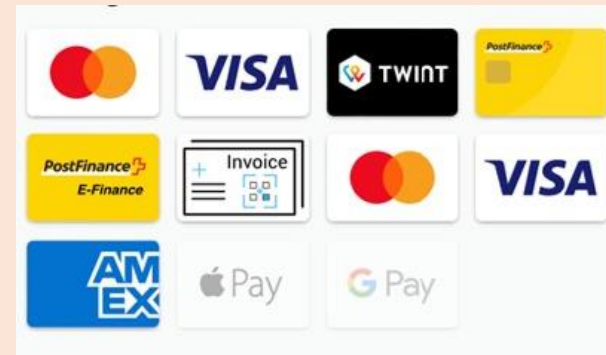 VISA
TWINT
PostFinance
PostFinance
E-Finance
Invoice
VISA
AM
EX
Pay
G Pay